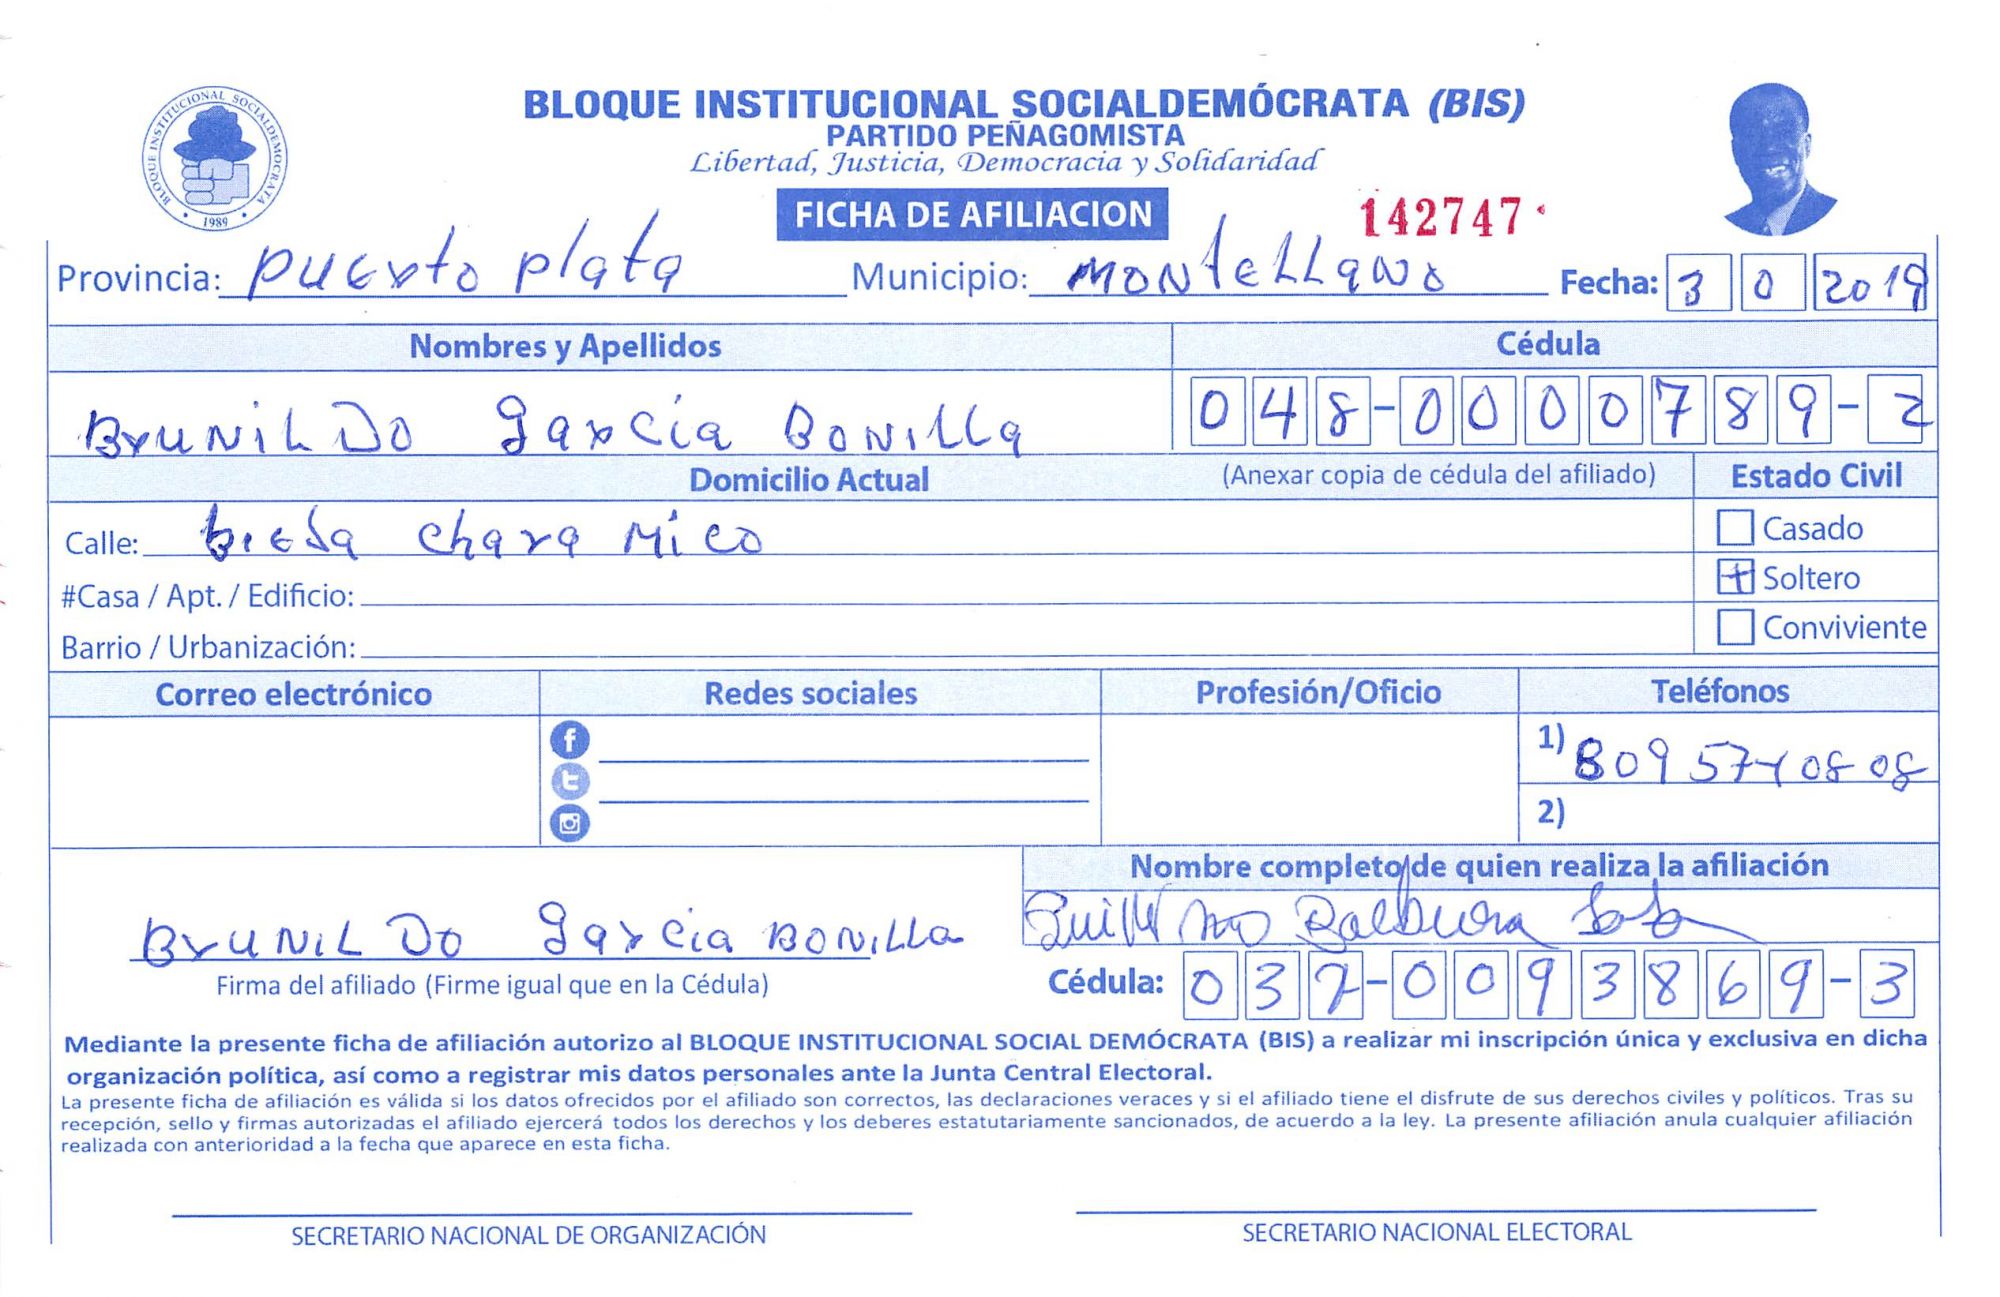 BLOQUE INSTITUCIONAL SOCIALDEMÓCRATA (BIS)
PARTIDO PEÑAGOMISTA
Libertad, Justicia, Democracia y Solidaridad
BLOQUE INSTITUCIONAL SOCIALDEMOCRATA
• 1989 •
FICHA DE AFILIACION
142747
Provincia: Puerto Plata Municipio: MONTELLANO Fecha: 3 0 2019
Nombres y Apellidos Cédula
BRUNILDO García BONILLA 048-0000789-2
Domicilio Actual (Anexar copia de cédula del afiliado) Estado Civil
Calle: chara Mico
Casado
#Casa / Apt. / Edificio:
Soltero
Barrio / Urbanización:
Conviviente
Correo electrónico Redes sociales Profesión/Oficio Teléfonos
1) 809 5740808
2)
Nombre completo de quien realiza la afiliación
BRUNILDO García BONILLA
Firma del afiliado (Firme igual que en la Cédula)
Cédula: 037-0093869-3
Mediante la presente ficha de afiliación autorizo al BLOQUE INSTITUCIONAL SOCIAL DEMÓCRATA (BIS) a realizar mi inscripción única y exclusiva en dicha
organización política, así como a registrar mis datos personales ante la Junta Central Electoral.
La presente ficha de afiliación es válida si los datos ofrecidos por el afiliado son correctos, las declaraciones veraces y si el afiliado tiene el disfrute de sus derechos civiles y políticos. Tras su
recepción, sello y firmas autorizadas el afiliado ejercerá todos los derechos y los deberes estatutariamente sancionados, de acuerdo a la ley. La presente afiliación anula cualquier afiliación
realizada con anterioridad a la fecha que aparece en esta ficha.
SECRETARIO NACIONAL DE ORGANIZACIÓN SECRETARIO NACIONAL ELECTORAL